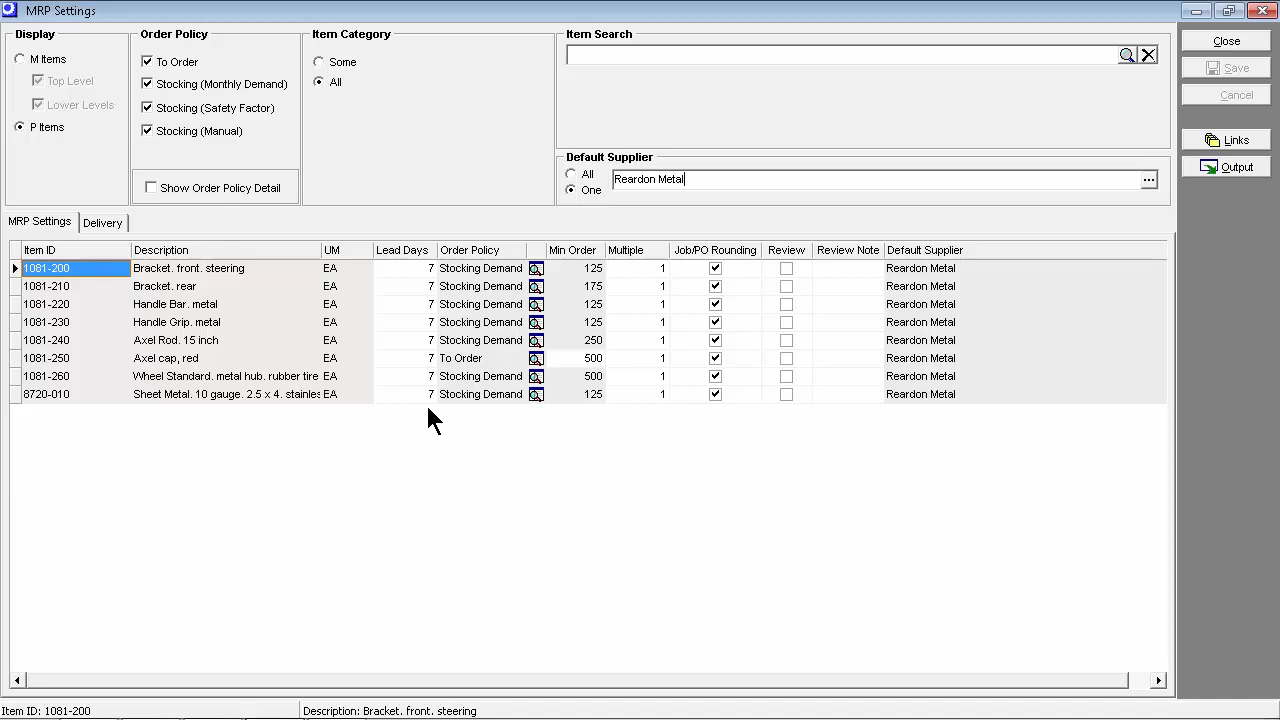 MRP Settings
Display
M Items
Top Level
Lower Levels
P Items
Order Policy
To Order
Stocking (Monthly Demand)
Stocking (Safety Factor)
Stocking (Manual)
Show Order Policy Detail
Item Category
Some
All
Item Search
Default Supplier
All
One
Reardon Metal
...
Close
Save
Cancel
Links
Output
MRP Settings Delivery
Item ID Description UM Lead Days Order Policy Min Order Multiple Job/PO Rounding Review Review Note Default Supplier
1081-200 Bracket. front. steering EA 7 Stocking Demand 125 1 Reardon Metal
1081-210 Bracket. rear EA 7 Stocking Demand 175 1 Reardon Metal
1081-220 Handle Bar. metal EA 7 Stocking Demand 125 1 Reardon Metal
1081-230 Handle Grip. metal EA 7 Stocking Demand 125 1 Reardon Metal
1081-240 Axel Rod. 15 inch EA 7 Stocking Demand 250 1 Reardon Metal
1081-250 Axel cap, red EA 7 To Order 500 1 Reardon Metal
1081-260 Wheel Standard. metal hub. rubber tire EA 7 Stocking Demand 500 1 Reardon Metal
8720-010 Sheet Metal. 10 gauge. 2.5 x 4. stainles EA 7 Stocking Demand 125 1 Reardon Metal
Item ID: 1081-200 Description: Bracket. front. steering